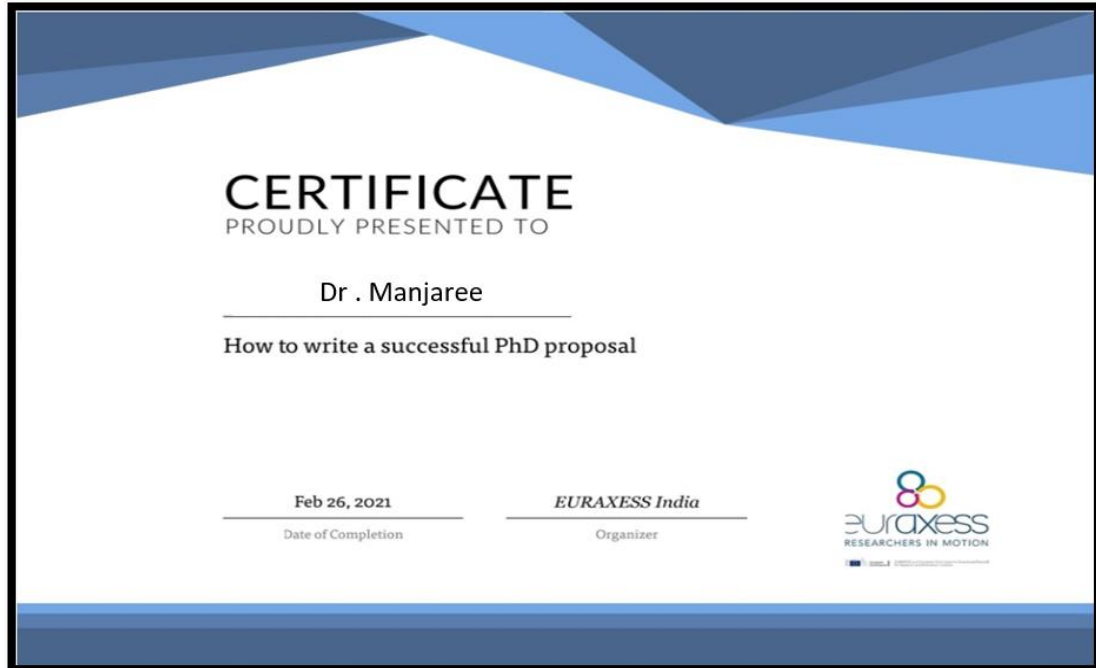 CERTIFICATE
PROUDLY PRESENTED TO
Dr . Manjaree
How to write a successful PhD proposal
Feb 26, 2021
EURAXESS India
Date of Completion
Organizer
euraxess
RESEARCHERS IN MOTION